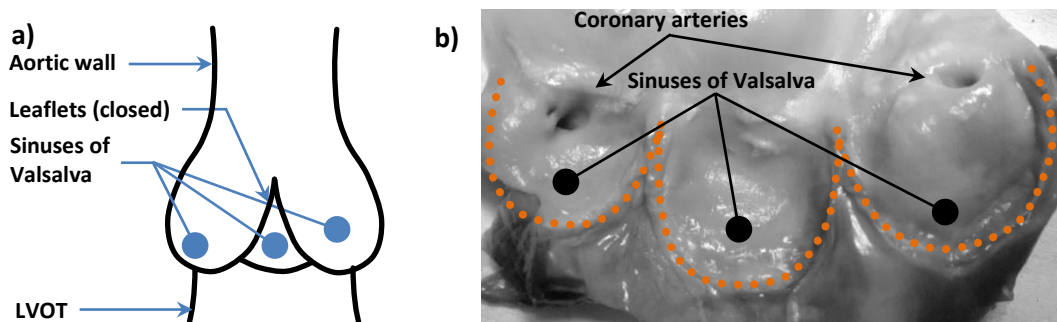 a)
Aortic wall
Leaflets (closed)
Sinuses of
Valsalva
LVOT
b)
Coronary arteries
Sinuses of Valsalva